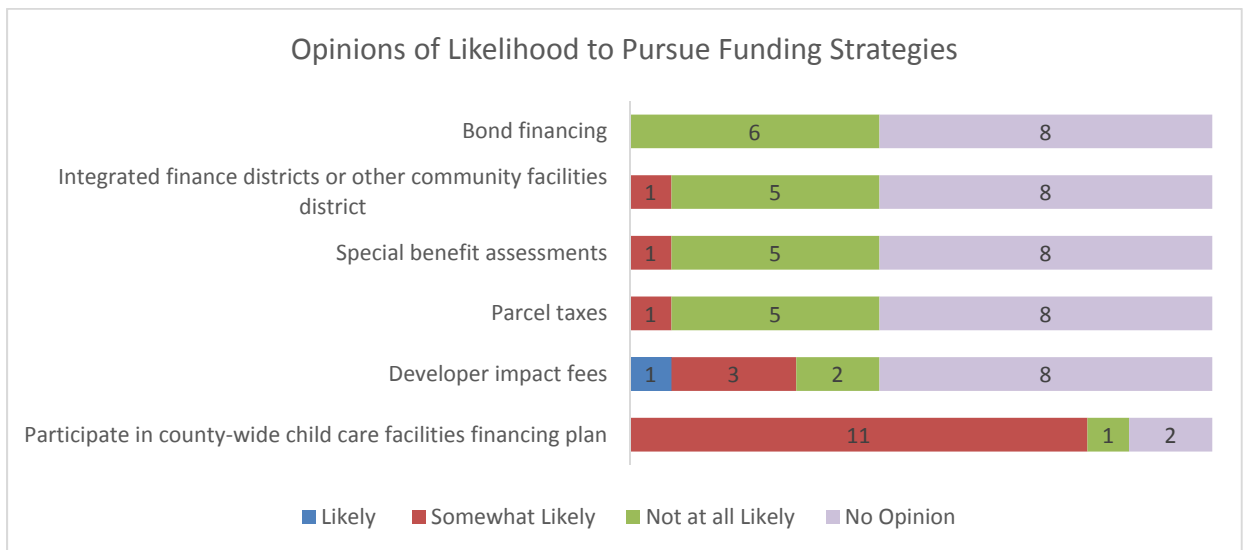 Opinions of Likelihood to Pursue Funding Strategies
Bond financing
6 8
Integrated finance districts or other community facilities
district
1 5 8
Special benefit assessments
1 5 8
Parcel taxes
1 5 8
Developer impact fees
1 3 2 8
Participate in county-wide child care facilities financing plan
11 1 2
Likely Somewhat Likely Not at all Likely No Opinion